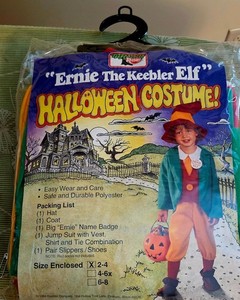 "Ernie The Keebler Elf"
HALLOWEEN COSTUME!
• Easy Wear and Care
• Safe and Durable Polyester
Packing List
(1) Hat
(1) Coat
(1) Big "Ernie" Name Badge
(1) Jump Suit with Vest,
Shirt and Tie Combination
(1) Pair Slippers/Shoes
Size Enclosed X 2-4
4-6x
6-8